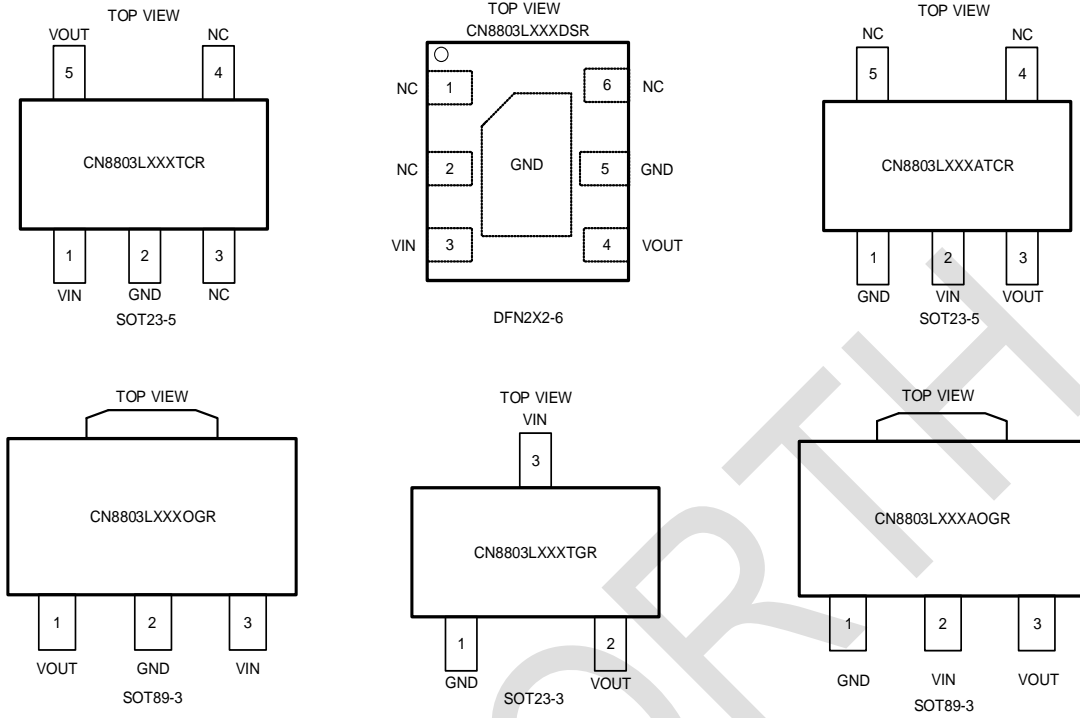 TOP VIEW
VOUT NC
5 4
CN8803LXXXTCR
1 2 3
VIN GND NC
SOT23-5
TOP VIEW
CN8803LXXXDSR
NC 1 6 NC
NC 2 GND 5 GND
VIN 3 4 VOUT
DFN2X2-6
TOP VIEW
NC NC
5 4
CN8803LXXXATCR
1 2 3
GND VIN VOUT
SOT23-5
TOP VIEW
CN8803LXXXOGR
1 2 3
VOUT GND VIN
SOT89-3
TOP VIEW
VIN
3
CN8803LXXXTGR
1 2
GND VOUT
SOT23-3
TOP VIEW
CN8803LXXXAOGR
1 2 3
GND VIN VOUT
SOT89-3
ORTH